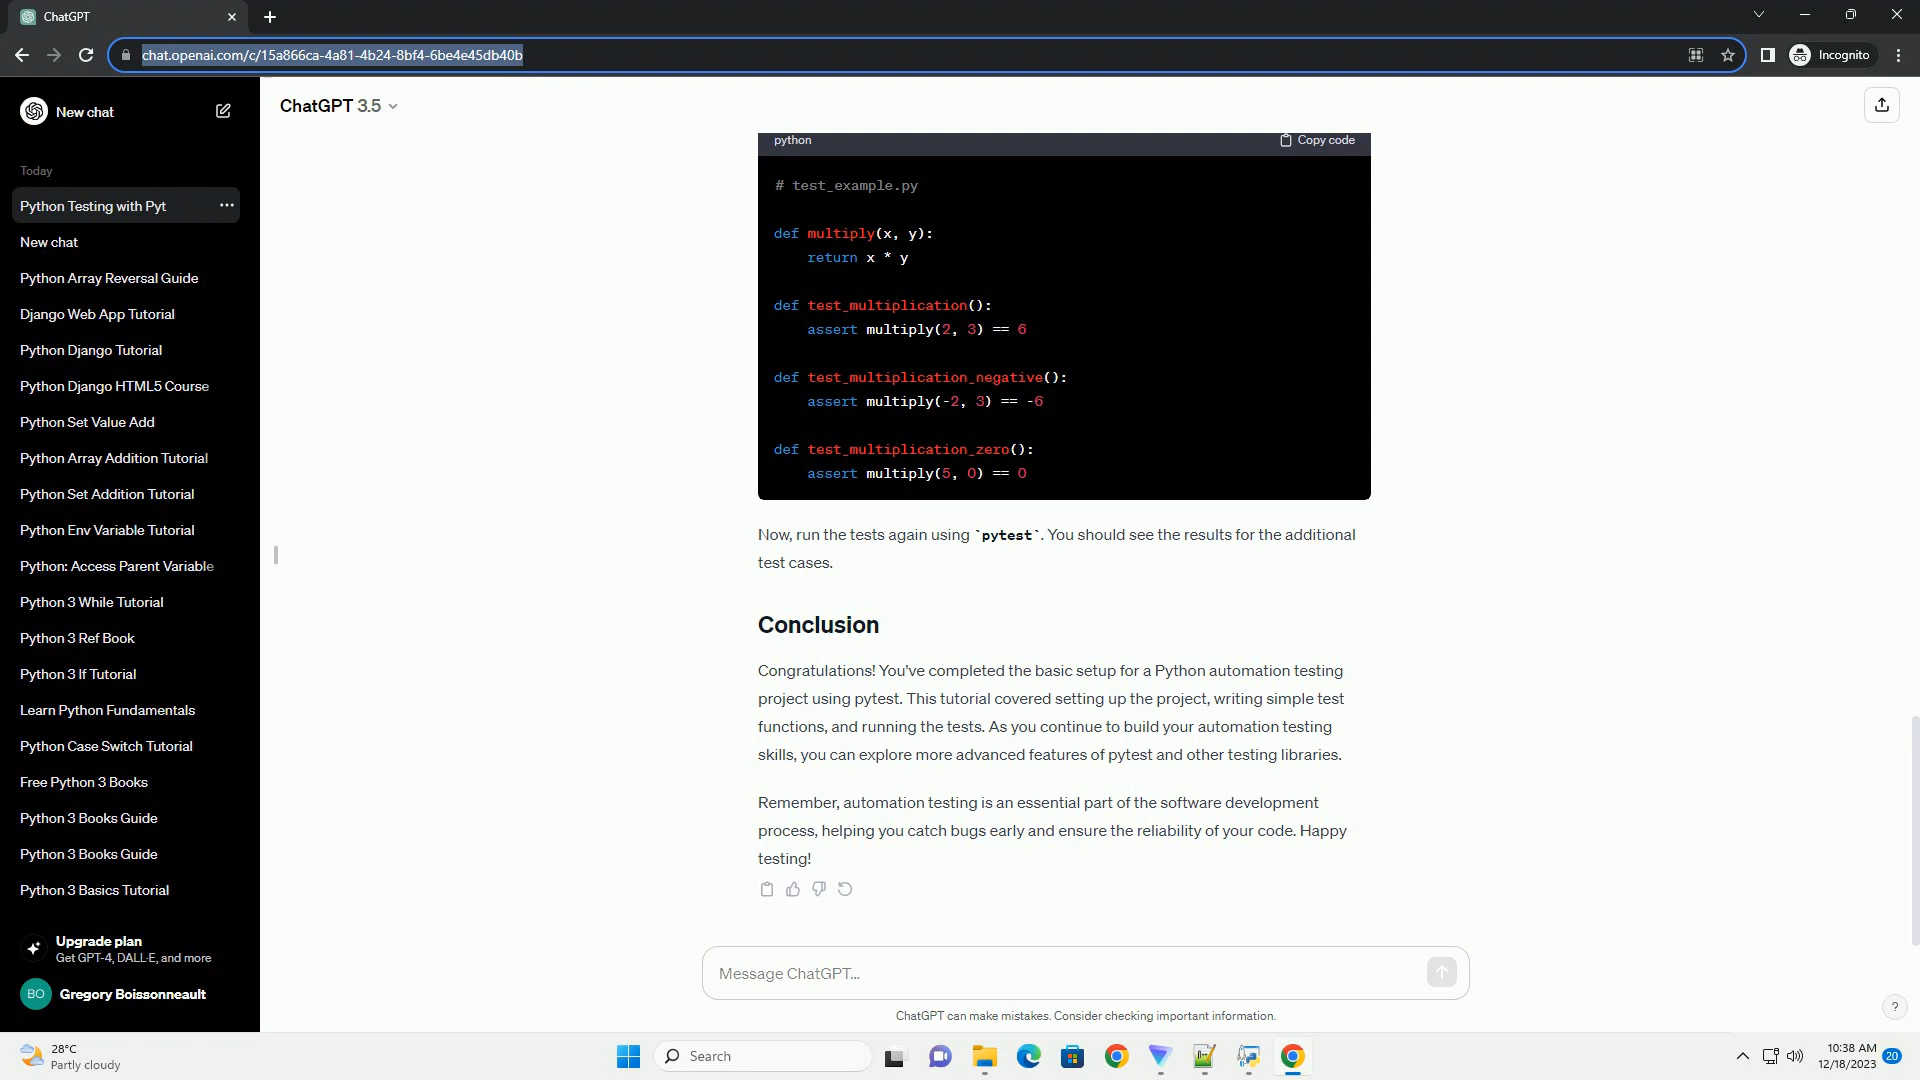 ChatGPT
chat.openai.com/c/15a866ca-4a81-4b24-8bf4-6be4e45db40b
Incognito
New chat
Today
Python Testing with Pyt
New chat
Python Array Reversal Guide
Django Web App Tutorial
Python Django Tutorial
Python Django HTML5 Course
Python Set Value Add
Python Array Addition Tutorial
Python Set Addition Tutorial
Python Env Variable Tutorial
Python: Access Parent Variable
Python 3 While Tutorial
Python 3 Ref Book
Python 3 If Tutorial
Learn Python Fundamentals
Python Case Switch Tutorial
Free Python 3 Books
Python 3 Books Guide
Python 3 Books Guide
Python 3 Basics Tutorial
Upgrade plan
Get GPT-4, DALL·E, and more
BO
Gregory Boissonneault
ChatGPT 3.5
python
Copy code
# test_example.py
def multiply(x, y):
    return x * y
def test_multiplication():
    assert multiply(2, 3) == 6
def test_multiplication_negative():
    assert multiply(-2, 3) == -6
def test_multiplication_zero():
    assert multiply(5, 0) == 0
Now, run the tests again using `pytest`. You should see the results for the additional
test cases.
Conclusion
Congratulations! You've completed the basic setup for a Python automation testing
project using pytest. This tutorial covered setting up the project, writing simple test
functions, and running the tests. As you continue to build your automation testing
skills, you can explore more advanced features of pytest and other testing libraries.
Remember, automation testing is an essential part of the software development
process, helping you catch bugs early and ensure the reliability of your code. Happy
testing!
Message ChatGPT...
ChatGPT can make mistakes. Consider checking important information.
?
28°C
Partly cloudy
Search
10:38 AM
12/18/2023
20